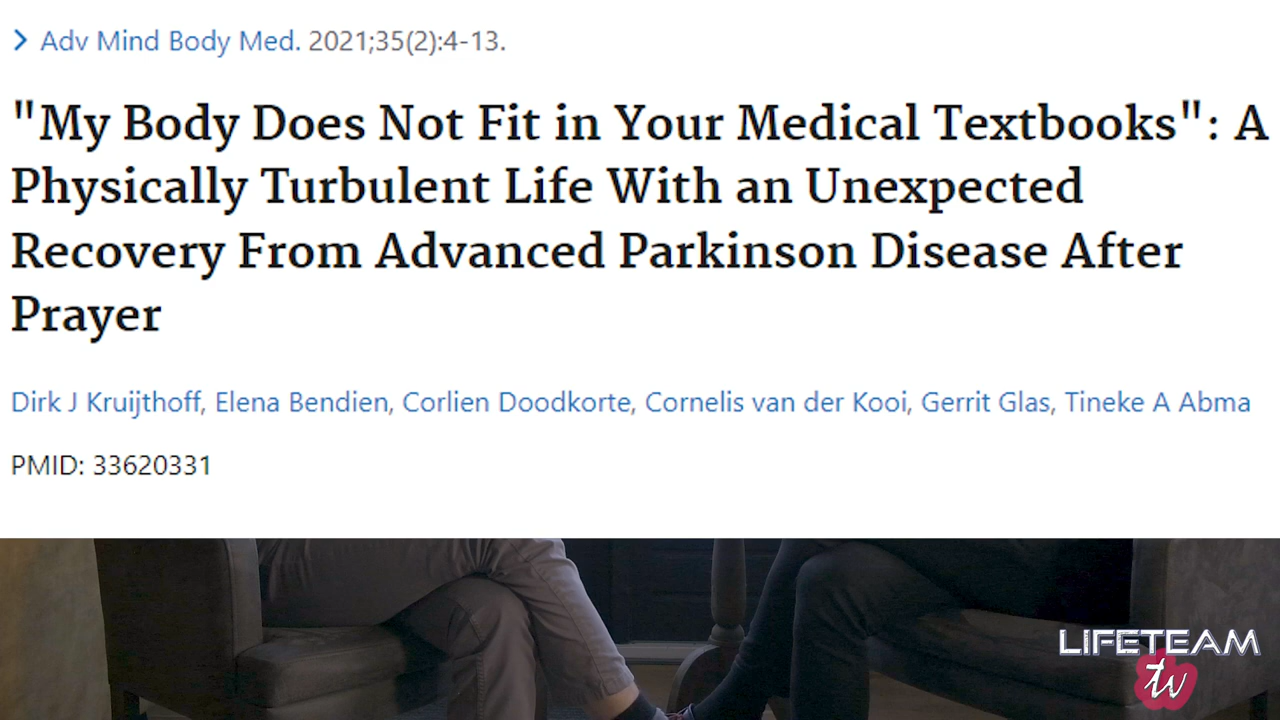 Adv Mind Body Med. 2021;35(2):4-13.
"My Body Does Not Fit in Your Medical Textbooks": A
Physically Turbulent Life With an Unexpected
Recovery From Advanced Parkinson Disease After
Prayer
Dirk J Kruijthoff, Elena Bendien, Corlien Doodkorte, Cornelis van der Kooi, Gerrit Glas, Tineke A Abma
PMID: 33620331
LIFETEAM
tv